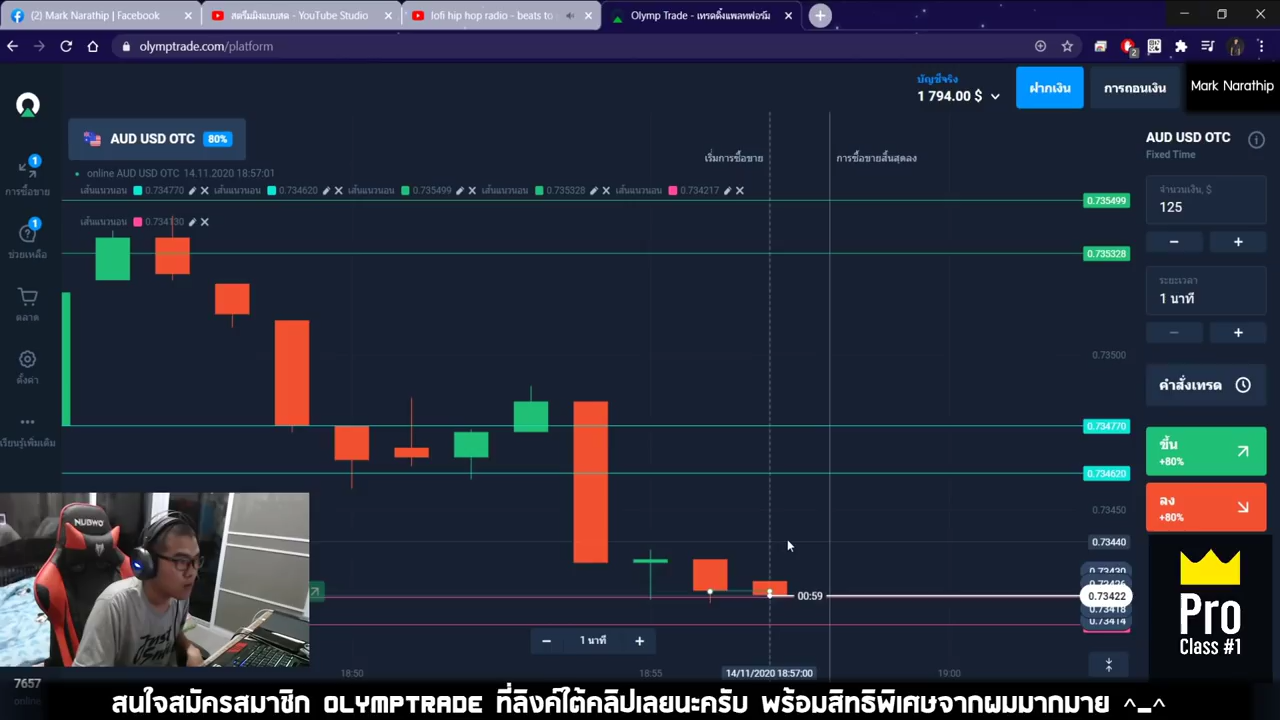 (2) Mark Narathip | Facebook
สตรีมมิงแบบสด - YouTube Studio
lofi hip hop radio - beats to
Olymp Trade - เทรดดิ้งแพลทฟอร์ม
olymptrade.com/platform
2
บัญชีจริง
1 794.00 $
ฝากเงิน
การถอนเงิน
Mark Narathip
AUD USD OTC 80%
AUD USD OTC
Fixed Time
เริ่มการซื้อขาย
การซื้อขายสิ้นสุดลง
online AUD USD OTC 14.11.2020 18:57:01
เส้นแนวนอน 0.734770 เส้นแนวนอน 0.734620 เส้นแนวนอน 0.735499 เส้นแนวนอน 0.735328 เส้นแนวนอน 0.734217
เส้นแนวนอน 0.734130
1
การซื้อขาย
1
ช่วยเหลือ
ตลาด
ตั้งค่า
เรียนรู้เพิ่มเติม
0.735499
0.735328
0.73500
0.734770
0.734620
0.73450
0.73440
0.73430
0.73422
0.73418
0.73414
จำนวนเงิน, $
125
ระยะเวลา
1 นาที
คำสั่งเทรด
ขึ้น
+80%
ลง
+80%
00:59
1 นาที
18:50
18:55
14/11/2020 18:57:00
19:00
NUBWO
Pro
Class #1
7657
online
สนใจสมัครสมาชิก OLYMPTRADE ที่ลิงค์ใต้คลิปเลยนะครับ พร้อมสิทธิพิเศษจากผมมากมาย ^_^